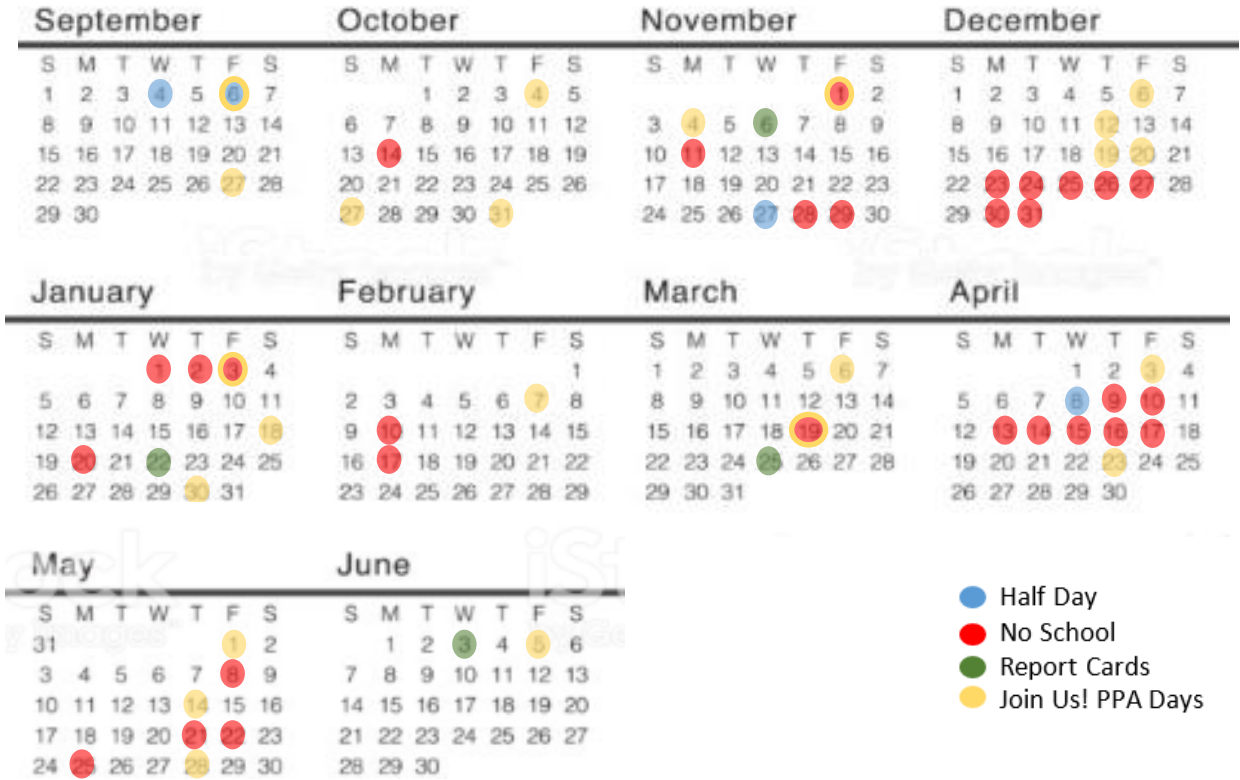 September October November December
S M T W T F S S M T W T F S S M T W T F S S M T W T F S
1 2 3 4 5 6 7 1 2 3 4 5 1 2 1 2 3 4 5 6 7
8 9 10 11 12 13 14 6 7 8 9 10 11 12 3 4 5 6 7 8 9 8 9 10 11 12 13 14
15 16 17 18 19 20 21 13 14 15 16 17 18 19 10 11 12 13 14 15 16 15 16 17 18 19 20 21
22 23 24 25 26 27 28 20 21 22 23 24 25 26 17 18 19 20 21 22 23 22 23 24 25 26 27 28
29 30 27 28 29 30 31 24 25 26 27 28 29 30 29 30 31
January February March April
S M T W T F S S M T W T F S S M T W T F S S M T W T F S
1 2 3 4 1 1 2 3 4 5 6 7 1 2 3 4
5 6 7 8 9 10 11 2 3 4 5 6 7 8 8 9 10 11 12 13 14 5 6 7 8 9 10 11
12 13 14 15 16 17 18 9 10 11 12 13 14 15 15 16 17 18 19 20 21 12 13 14 15 16 17 18
19 20 21 22 23 24 25 16 17 18 19 20 21 22 22 23 24 25 26 27 28 19 20 21 22 23 24 25
26 27 28 29 30 31 23 24 25 26 27 28 29 29 30 31 26 27 28 29 30
May June
S M T W T F S S M T W T F S
31 1 2 1 2 3 4 5 6
3 4 5 6 7 8 9 7 8 9 10 11 12 13
10 11 12 13 14 15 16 14 15 16 17 18 19 20
17 18 19 20 21 22 23 21 22 23 24 25 26 27
24 25 26 27 28 29 30 28 29 30
Half Day
No School
Report Cards
Join Us! PPA Days